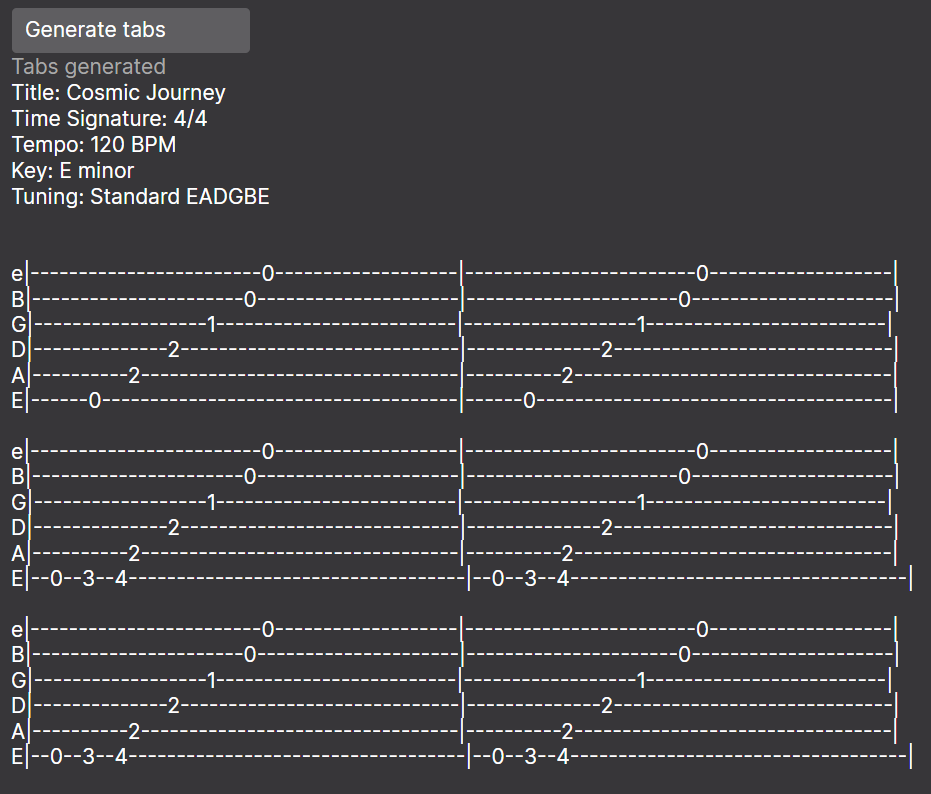 Generate tabs
Tabs generated
Title: Cosmic Journey
Time Signature: 4/4
Tempo: 120 BPM
Key: E minor
Tuning: Standard EADGBE
e|-------------------------0--------------------|-------------------------0--------------------|
B|-----------------------0----------------------|-----------------------0----------------------|
G|-------------------1--------------------------|-------------------1--------------------------|
D|---------------2------------------------------|---------------2------------------------------|
A|-----------2----------------------------------|-----------2----------------------------------|
E|-------0--------------------------------------|-------0--------------------------------------|
e|-------------------------0--------------------|-------------------------0--------------------|
B|-----------------------0----------------------|-----------------------0----------------------|
G|-------------------1--------------------------|-------------------1--------------------------|
D|---------------2------------------------------|---------------2------------------------------|
A|-----------2----------------------------------|-----------2----------------------------------|
E|--0--3--4-------------------------------------|--0--3--4-------------------------------------|
e|-------------------------0--------------------|-------------------------0--------------------|
B|-----------------------0----------------------|-----------------------0----------------------|
G|-------------------1--------------------------|-------------------1--------------------------|
D|---------------2------------------------------|---------------2------------------------------|
A|-----------2----------------------------------|-----------2----------------------------------|
E|--0--3--4-------------------------------------|--0--3--4-------------------------------------|